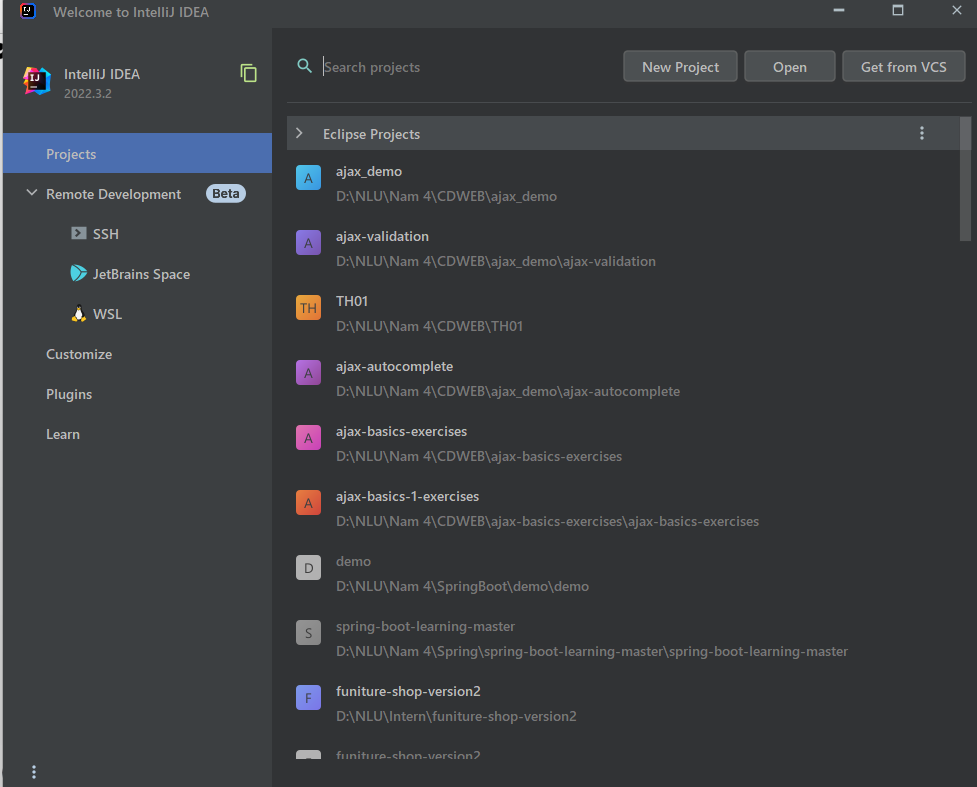 Welcome to IntelliJ IDEA
IntelliJ IDEA
2022.3.2
Projects
Remote Development Beta
SSH
JetBrains Space
WSL
Customize
Plugins
Learn
Search projects
New Project
Open
Get from VCS
Eclipse Projects
A ajax_demo
D:\NLU\Nam 4\CDWEB\ajax_demo
A ajax-validation
D:\NLU\Nam 4\CDWEB\ajax_demo\ajax-validation
TH TH01
D:\NLU\Nam 4\CDWEB\TH01
A ajax-autocomplete
D:\NLU\Nam 4\CDWEB\ajax_demo\ajax-autocomplete
A ajax-basics-exercises
D:\NLU\Nam 4\CDWEB\ajax-basics-exercises
A ajax-basics-1-exercises
D:\NLU\Nam 4\CDWEB\ajax-basics-exercises\ajax-basics-exercises
D demo
D:\NLU\Nam 4\SpringBoot\demo\demo
S spring-boot-learning-master
D:\NLU\Nam 4\Spring\spring-boot-learning-master\spring-boot-learning-master
F funiture-shop-version2
D:\NLU\Intern\funiture-shop-version2
funiture-shop-version2